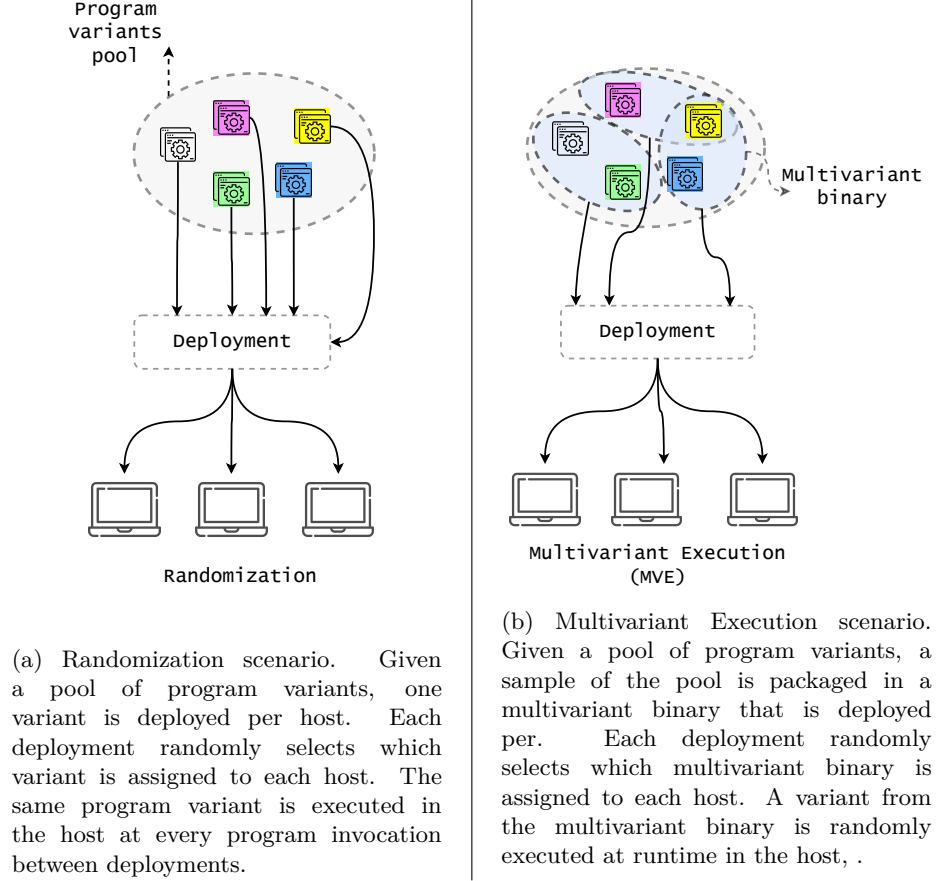 Program
variants
pool
Deployment
Randomization
(a) Randomization scenario. Given
a pool of program variants, one
variant is deployed per host. Each
deployment randomly selects which
variant is assigned to each host. The
same program variant is executed in
the host at every program invocation
between deployments.
Multivariant
binary
Deployment
Multivariant Execution
(MVE)
(b) Multivariant Execution scenario.
Given a pool of program variants, a
sample of the pool is packaged in a
multivariant binary that is deployed
per. Each deployment randomly
selects which multivariant binary is
assigned to each host. A variant from
the multivariant binary is randomly
executed at runtime in the host, .